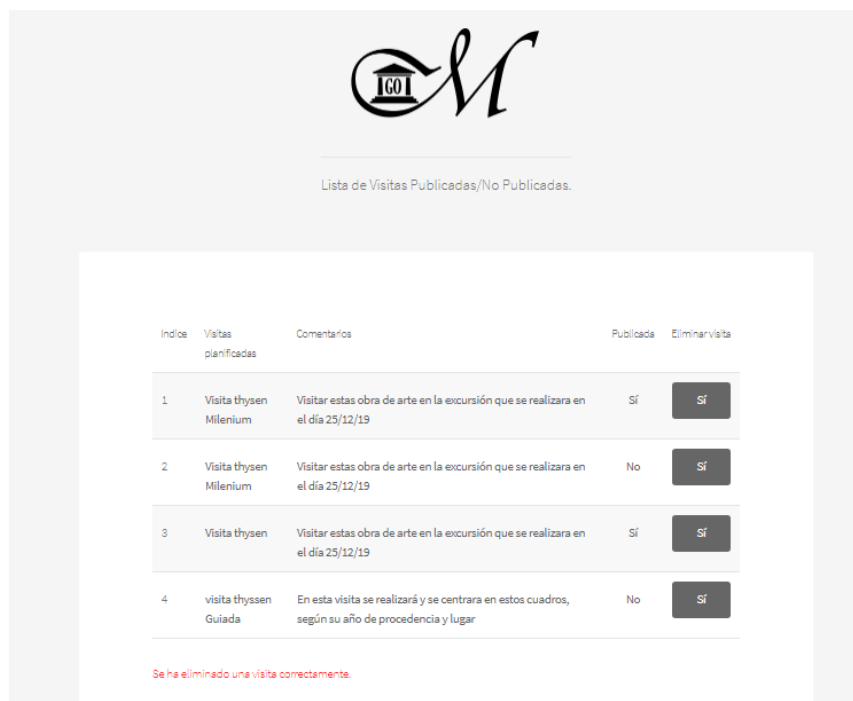 GO M
Lista de Visitas Publicadas/No Publicadas.
Indice Visitas Comentarios Publicada Eliminar visita
planificadas
1 Visita thysen Visitar estas obra de arte en la excursión que se realizara en Sí Sí
Milenium el día 25/12/19
2 Visita thysen Visitar estas obra de arte en la excursión que se realizara en No Sí
Milenium el día 25/12/19
3 Visita thysen Visitar estas obra de arte en la excursión que se realizara en Sí Sí
el día 25/12/19
4 visita thyssen En esta visita se realizará y se centrara en estos cuadros, No Sí
Guiada según su año de procedencia y lugar
Se ha eliminado una visita correctamente.